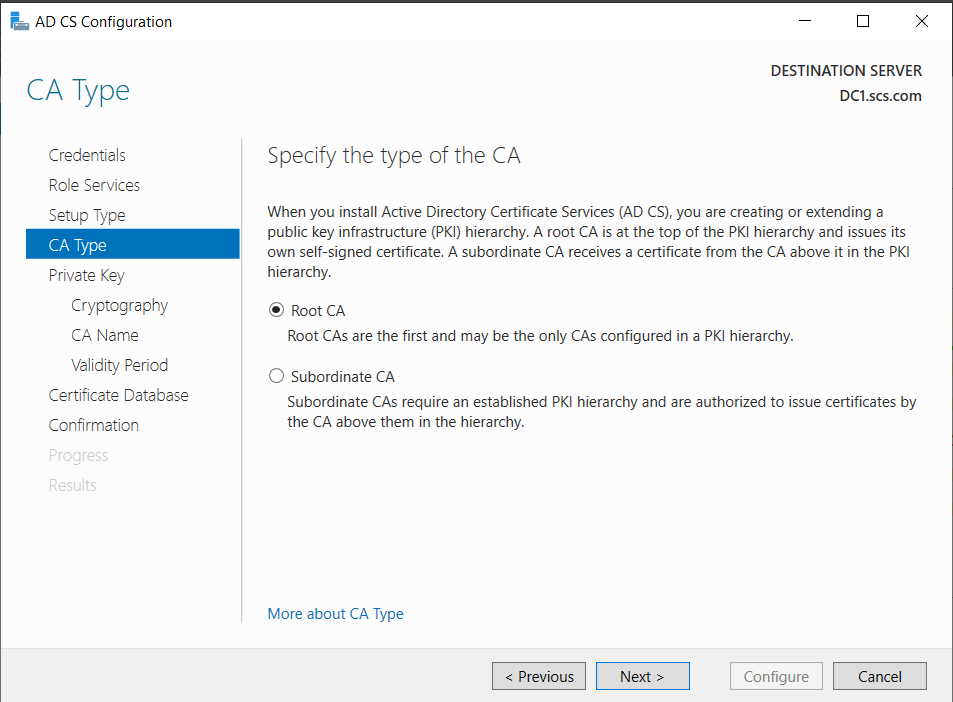 AD CS Configuration
CA Type
DESTINATION SERVER
DC1.scs.com
Credentials
Role Services
Setup Type
CA Type
Private Key
Cryptography
CA Name
Validity Period
Certificate Database
Confirmation
Progress
Results
Specify the type of the CA
When you install Active Directory Certificate Services (AD CS), you are creating or extending a
public key infrastructure (PKI) hierarchy. A root CA is at the top of the PKI hierarchy and issues its
own self-signed certificate. A subordinate CA receives a certificate from the CA above it in the PKI
hierarchy.
Root CA
Root CAs are the first and may be the only CAs configured in a PKI hierarchy.
Subordinate CA
Subordinate CAs require an established PKI hierarchy and are authorized to issue certificates by
the CA above them in the hierarchy.
More about CA Type
< Previous
Next >
Configure
Cancel